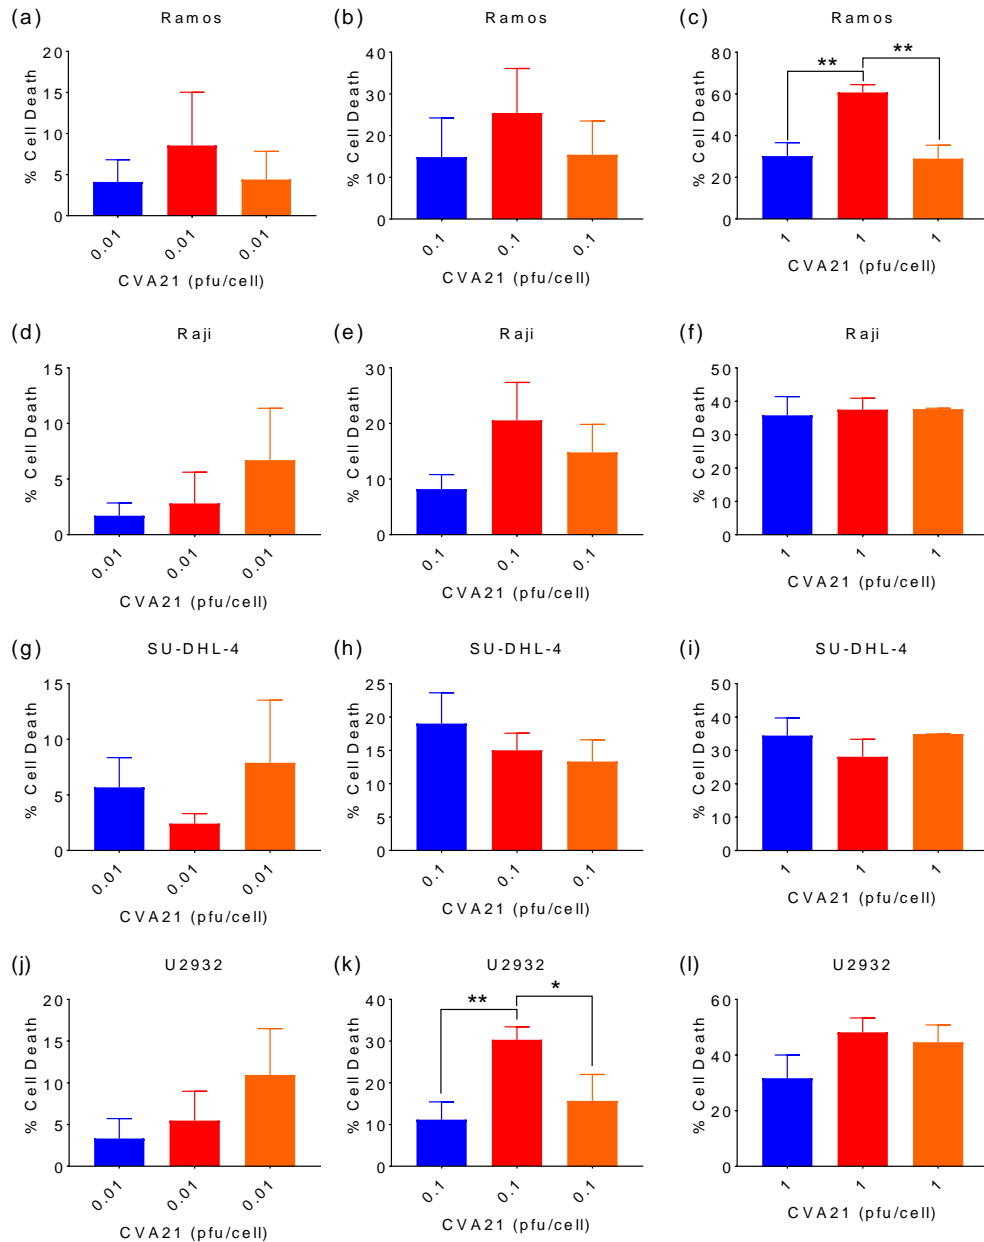 (a) Ramos
% Cell Death
20
15
10
5
0
0.01 0.01 0.01
CVA21 (pfu/cell)
(b) Ramos
% Cell Death
40
30
20
10
0
0.1 0.1 0.1
CVA21 (pfu/cell)
(c) Ramos
% Cell Death
80
60
40
20
0
** **
1 1 1
CVA21 (pfu/cell)
(d) Raji
% Cell Death
15
10
5
0
0.01 0.01 0.01
CVA21 (pfu/cell)
(e) Raji
% Cell Death
30
20
10
0
0.1 0.1 0.1
CVA21 (pfu/cell)
(f) Raji
% Cell Death
50
40
30
20
10
0
1 1 1
CVA21 (pfu/cell)
(g) SU-DHL-4
% Cell Death
15
10
5
0
0.01 0.01 0.01
CVA21 (pfu/cell)
(h) SU-DHL-4
% Cell Death
25
20
15
10
5
0
0.1 0.1 0.1
CVA21 (pfu/cell)
(i) SU-DHL-4
% Cell Death
50
40
30
20
10
0
1 1 1
CVA21 (pfu/cell)
(j) U2932
% Cell Death
20
15
10
5
0
0.01 0.01 0.01
CVA21 (pfu/cell)
(k) U2932
% Cell Death
40
30
20
10
0
** *
0.1 0.1 0.1
CVA21 (pfu/cell)
(l) U2932
% Cell Death
60
40
20
0
1 1 1
CVA21 (pfu/cell)